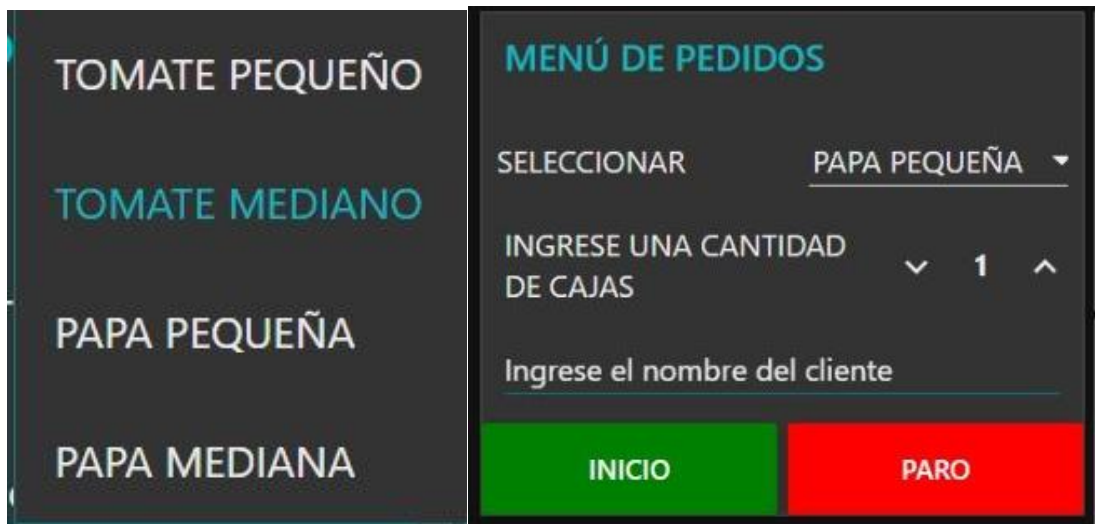 TOMATE PEQUEÑO
TOMATE MEDIANO
PAPA PEQUEÑA
PAPA MEDIANA
MENÚ DE PEDIDOS
SELECCIONAR PAPA PEQUEÑA
INGRESE UNA CANTIDAD
DE CAJAS
1
Ingrese el nombre del cliente
INICIO PARO